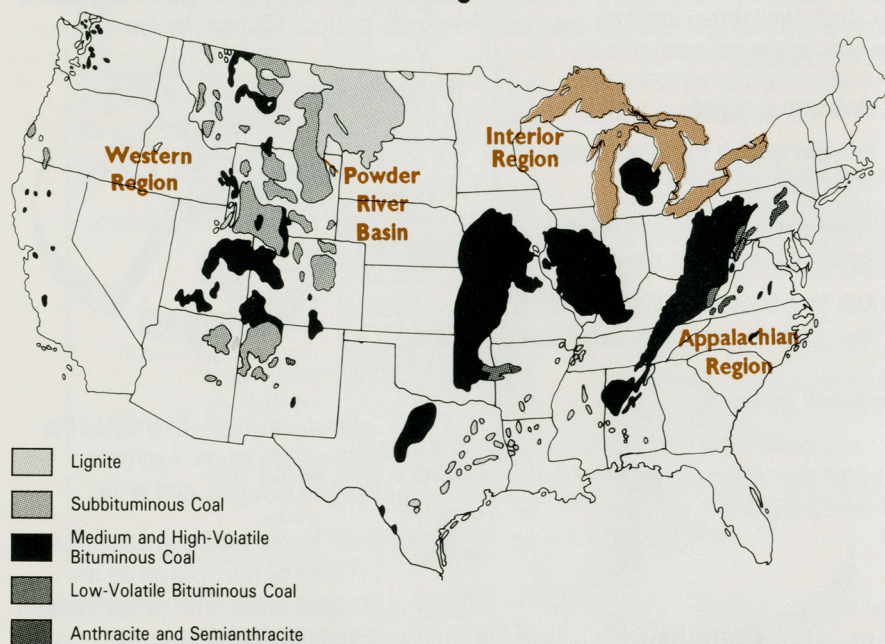 Western
Region
Powder
River
Basin
Interior
Region
Appalachian
Region
Lignite
Subbituminous Coal
Medium and High-Volatile
Bituminous Coal
Low-Volatile Bituminous Coal
Anthracite and Semianthracite